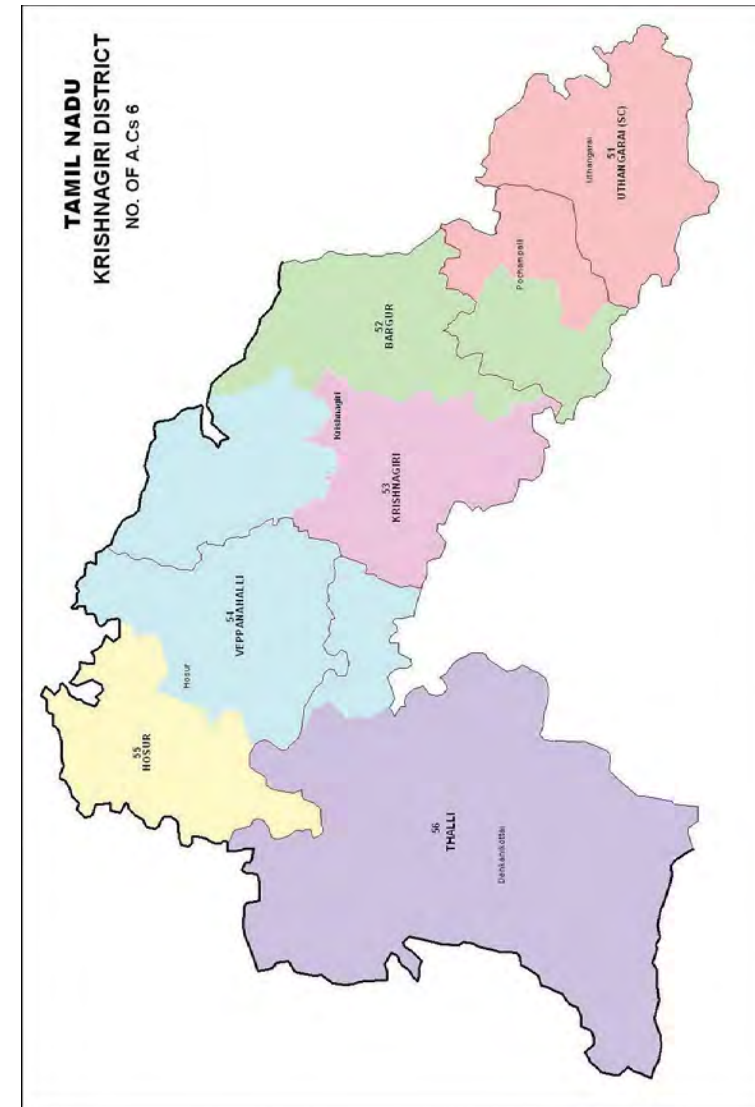 TAMIL NADU
KRISHNAGIRI DISTRICT
NO. OF A.Cs 6
55
HOSUR
Hosur
54
VEPPANAHALLI
52
BARGUR
Krishnagiri
53
KRISHNAGIRI
Pochampalli
Uthangarai
51
UTHANGARAI (SC)
56
THALLI
Denkanikottai